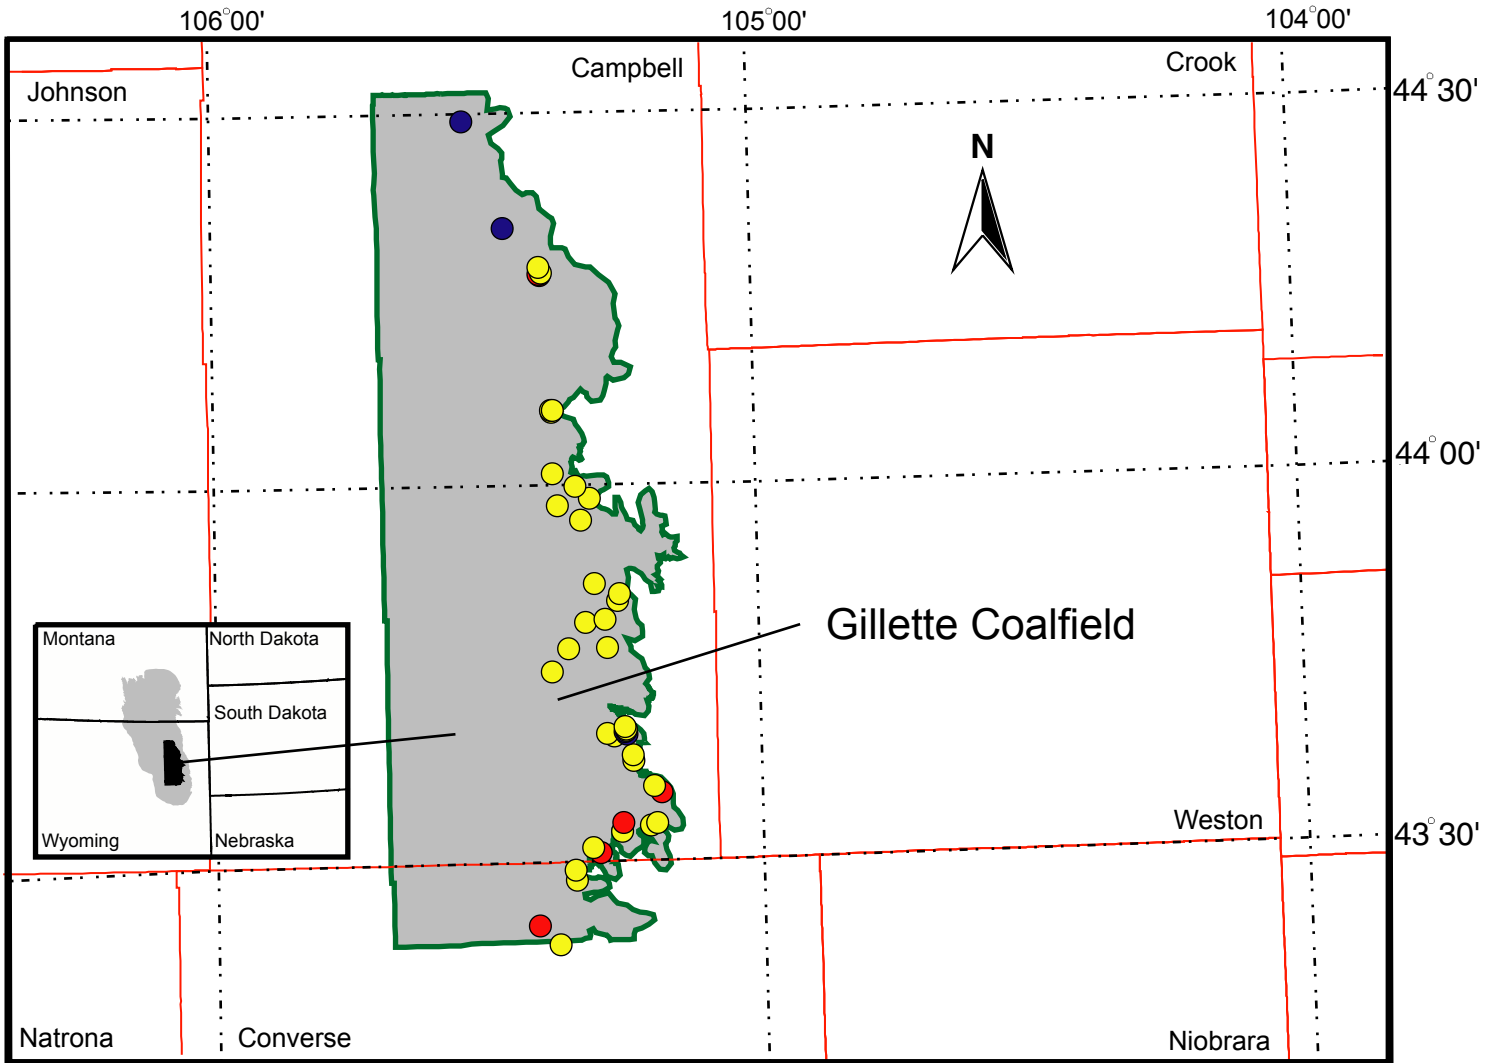 106°00'
105°00'
104°00'
Campbell
Crook
Johnson
44°30'
N
44°00'
Gillette Coalfield
Montana
North Dakota
South Dakota
Wyoming
Nebraska
Weston
43°30'
Natrona
Converse
Niobrara